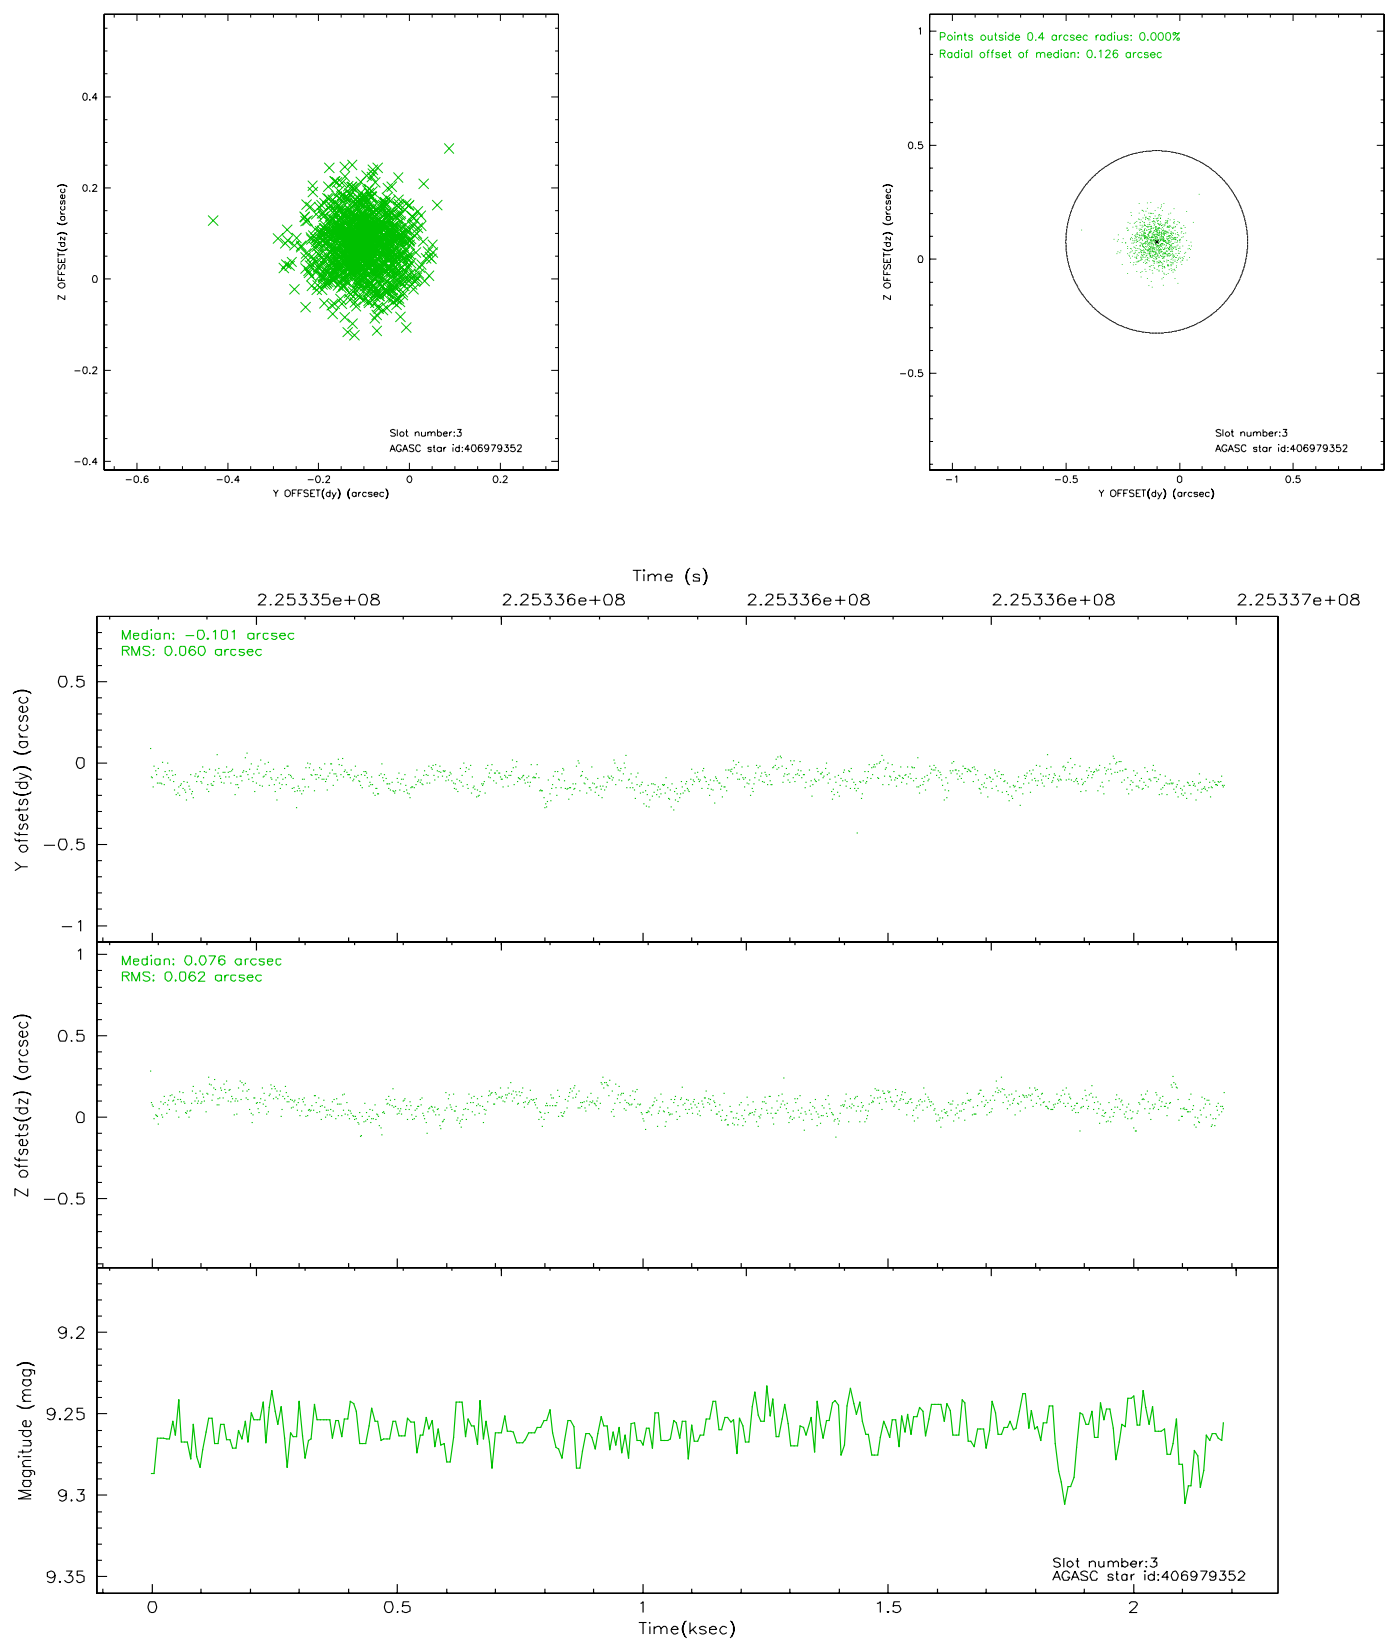 0.4
0.2
0
−0.2
−0.4
Z OFFSET(dz) (arcsec)
Slot number:3
AGASC star id:406979352
−0.6 −0.4 −0.2 0 0.2
Y OFFSET(dy) (arcsec)
Points outside 0.4 arcsec radius: 0.000%
Radial offset of median: 0.126 arcsec
1
0.5
0
−0.5
Z OFFSET(dz) (arcsec)
Slot number:3
AGASC star id:406979352
−1 −0.5 0 0.5
Y OFFSET(dy) (arcsec)
Time (s)
2.25335e+08 2.25336e+08 2.25336e+08 2.25336e+08 2.25337e+08
Median: −0.101 arcsec
RMS: 0.060 arcsec
0.5
0
−0.5
−1
Y offsets(dy) (arcsec)
Median: 0.076 arcsec
RMS: 0.062 arcsec
1
0.5
0
−0.5
Z offsets(dz) (arcsec)
9.2
9.25
9.3
9.35
Magnitude (mag)
Slot number:3
AGASC star id:406979352
0 0.5 1 1.5 2
Time(ksec)